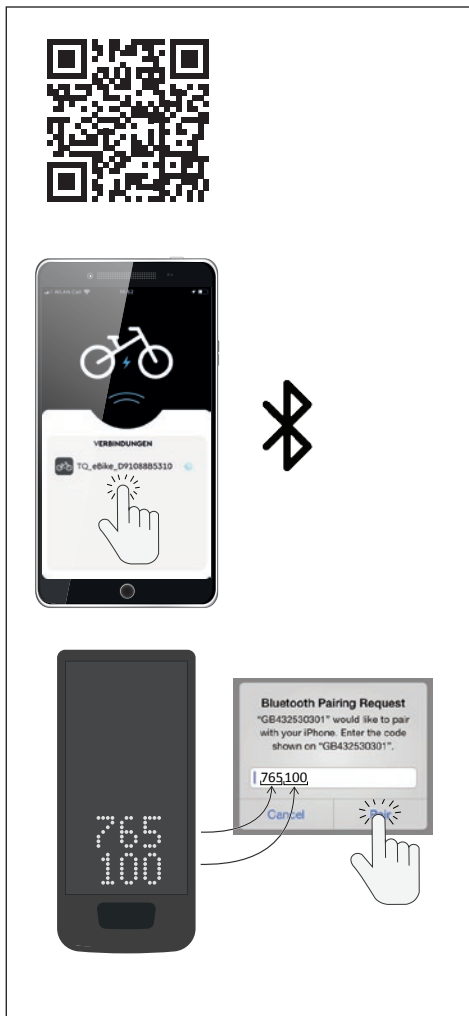 VERBINDUNGEN
TQ_eBike_D9108B5310
765
100
Bluetooth Pairing Request
"GB432530301" would like to pair
with your iPhone. Enter the code
shown on "GB432530301".
765100
Cancel